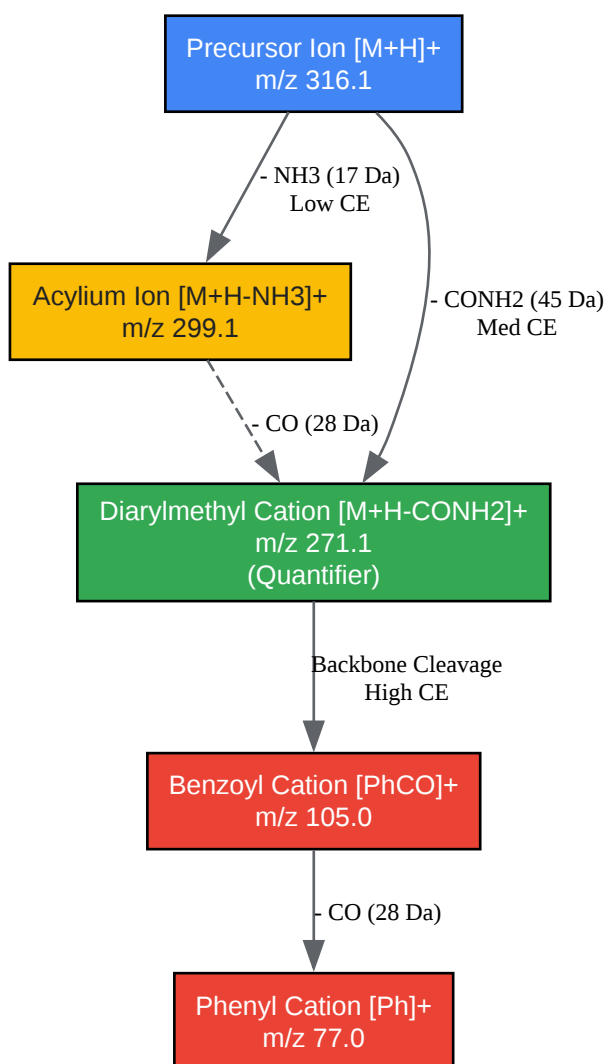 Precursor Ion [M+H]+
m/z 316.1
- NH3 (17 Da)
Low CE
Acylium Ion [M+H-NH3]+
m/z 299.1
- CONH2 (45 Da)
Med CE
- CO (28 Da)
Diarylmethyl Cation [M+H-CONH2]+
m/z 271.1
(Quantifier)
Backbone Cleavage
High CE
Benzoyl Cation [PhCO]+
m/z 105.0
- CO (28 Da)
Phenyl Cation [Ph]+
m/z 77.0